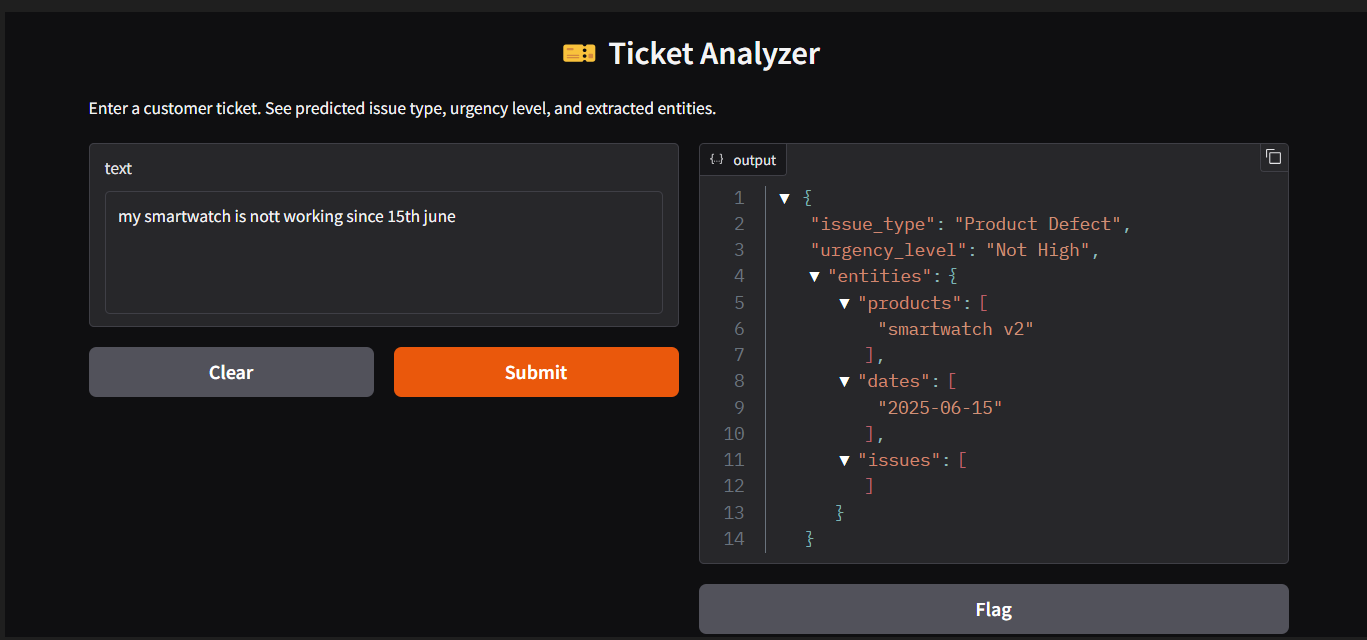 🎫 Ticket Analyzer
Enter a customer ticket. See predicted issue type, urgency level, and extracted entities.
text
my smartwatch is nott working since 15th june
Clear
Submit
{..} output
1 ▼ {
2 "issue_type": "Product Defect",
3 "urgency_level": "Not High",
4 ▼ "entities": {
5 ▼ "products": [
6 "smartwatch v2"
7 ],
8 ▼ "dates": [
9 "2025-06-15"
10 ],
11 ▼ "issues": [
12 ]
13 }
14 }
Flag